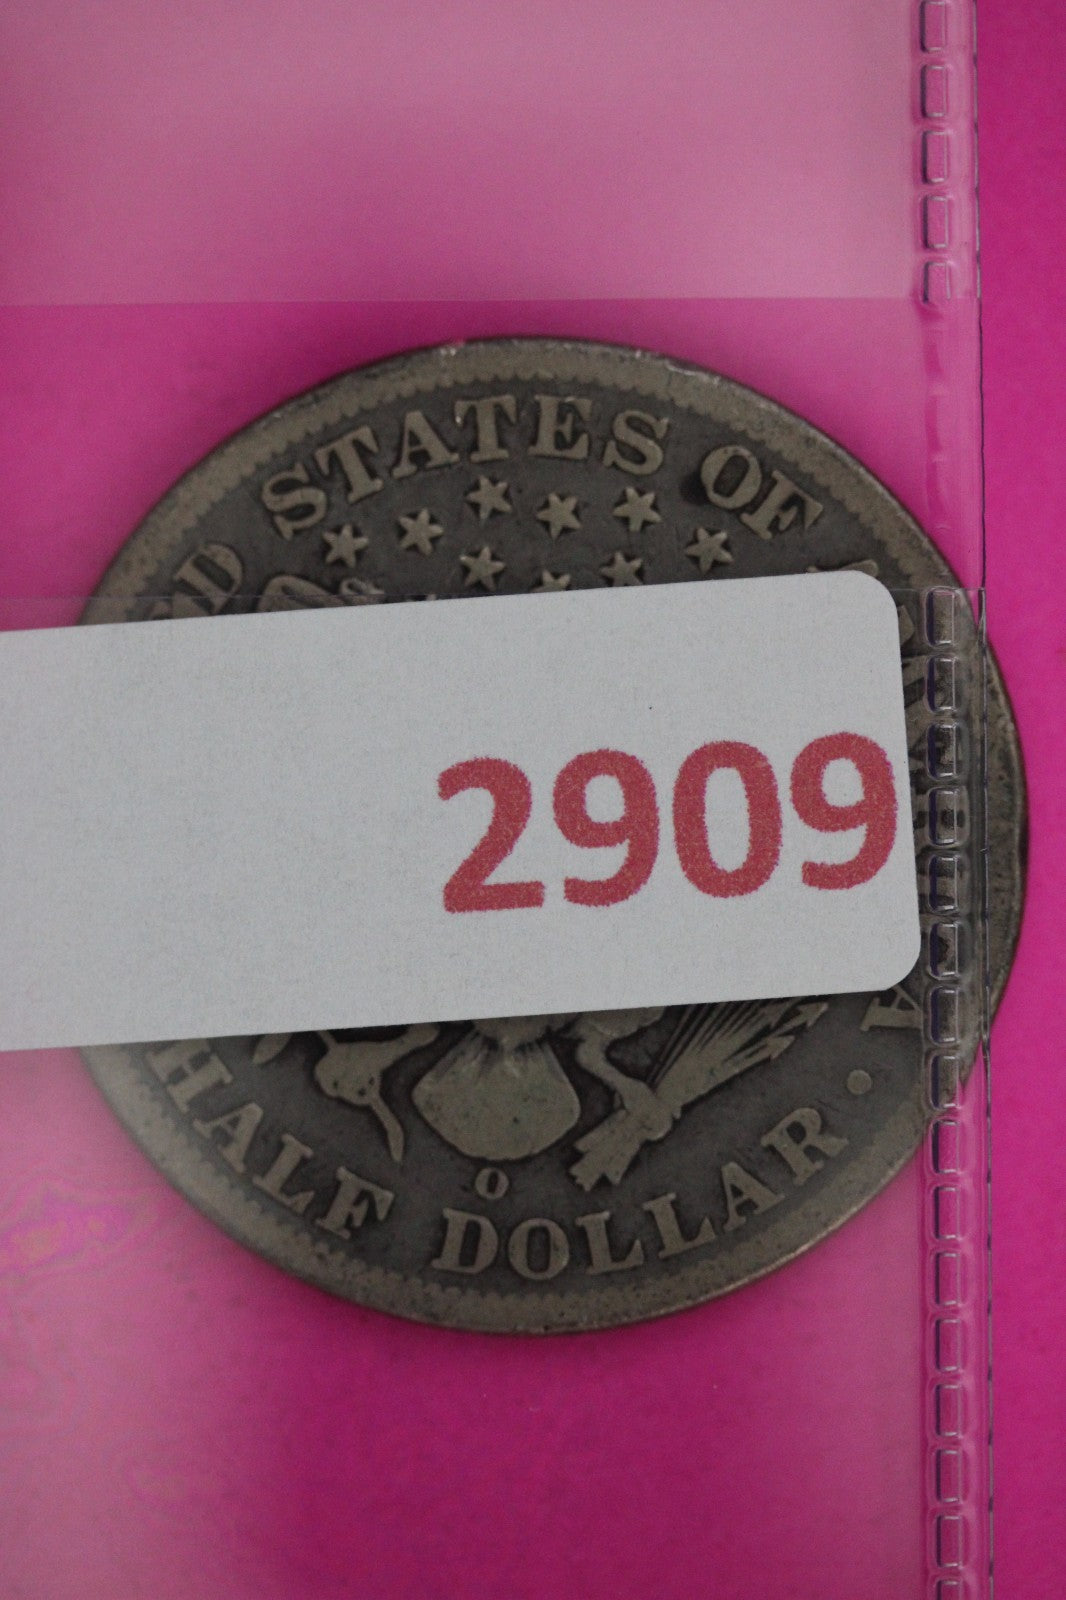 STATES OF
2909
HALF DOLLAR
O